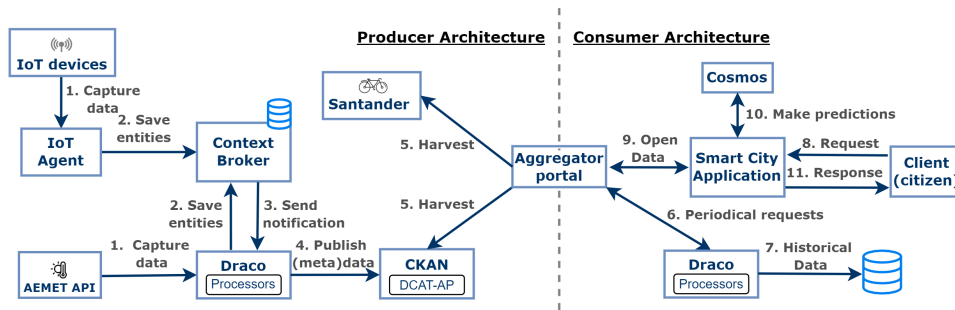 Producer Architecture
Consumer Architecture
IoT devices
1. Capture
data
2. Save
entities
IoT
Agent
Context
Broker
Santander
5. Harvest
Aggregator
portal
5. Harvest
2. Save
entities
3. Send
notification
1. Capture
data
4. Publish
(meta)data
AEMET API
Draco
Processors
CKAN
DCAT-AP
Cosmos
10. Make predictions
9. Open
Data
Smart City
Application
8. Request
11. Response
Client
(citizen)
6. Periodical requests
Draco
Processors
7. Historical
Data